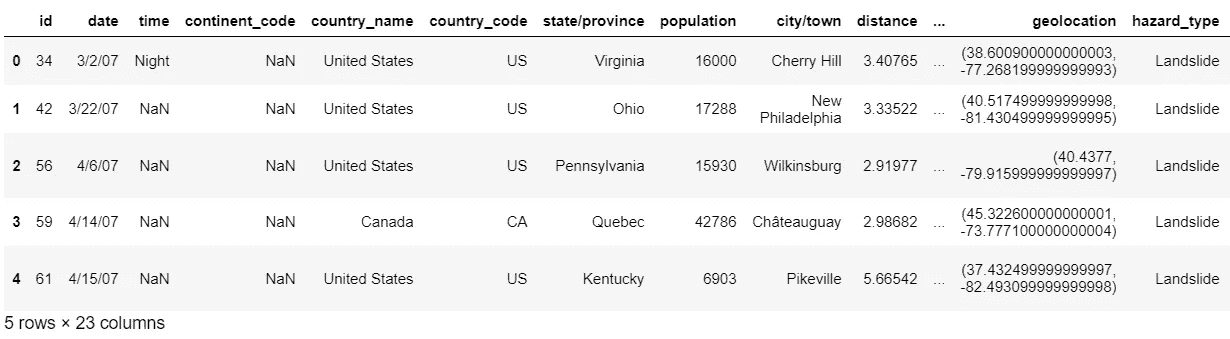 id date time continent_code country_name country_code state/province population city/town distance ... geolocation hazard_type
0 34 3/2/07 Night NaN United States US Virginia 16000 Cherry Hill 3.40765 ... (38.600900000000003, -77.268199999999993) Landslide
1 42 3/22/07 NaN NaN United States US Ohio 17288 New Philadelphia 3.33522 ... (40.517499999999998, -81.430499999999995) Landslide
2 56 4/6/07 NaN NaN United States US Pennsylvania 15930 Wilkinsburg 2.91977 ... (40.4377, -79.915999999999997) Landslide
3 59 4/14/07 NaN NaN Canada CA Quebec 42786 Châteauguay 2.98682 ... (45.322600000000001, -73.777100000000004) Landslide
4 61 4/15/07 NaN NaN United States US Kentucky 6903 Pikeville 5.66542 ... (37.432499999999997, -82.493099999999998) Landslide
5 rows × 23 columns